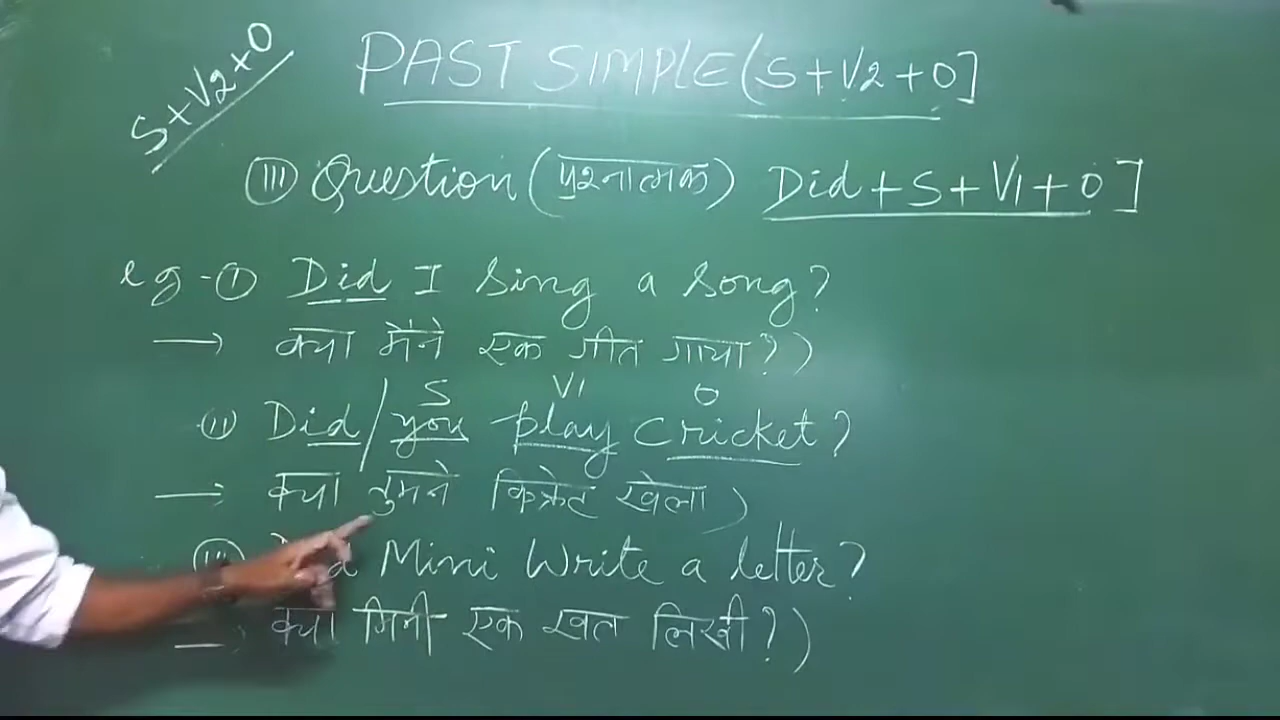 S+V2+O
PAST SIMPLE (S+V2+O]
(III) Question (प्रश्नात्मक) Did+S+V1+O]
eg-(I) Did I sing a song?
→ क्या मैंने एक गीत गाया?)
S V1 O
(II) Did/you play cricket?
→ क्या तुमने क्रिकेट खेला)
Mini Write a letter?
→ क्या मिनी एक खत लिखी?)